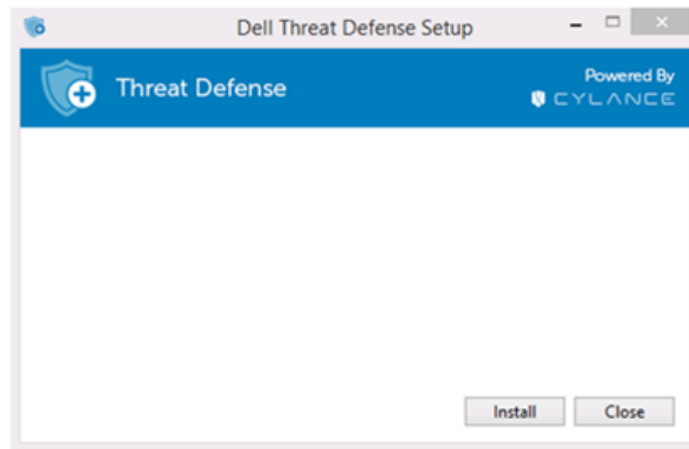 Dell Threat Defense Setup
Threat Defense
Powered By
CYLANCE
Install Close